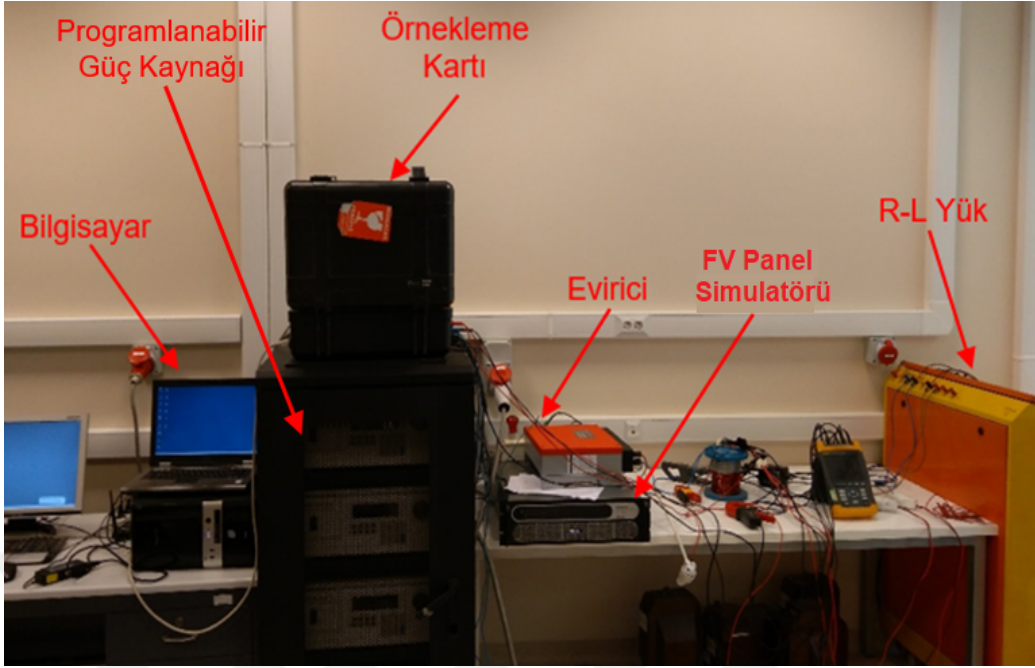 Programlanabilir
Güç Kaynağı
Örnekleme
Kartı
Bilgisayar
R-L Yük
Evirici
FV Panel
Simulatörü